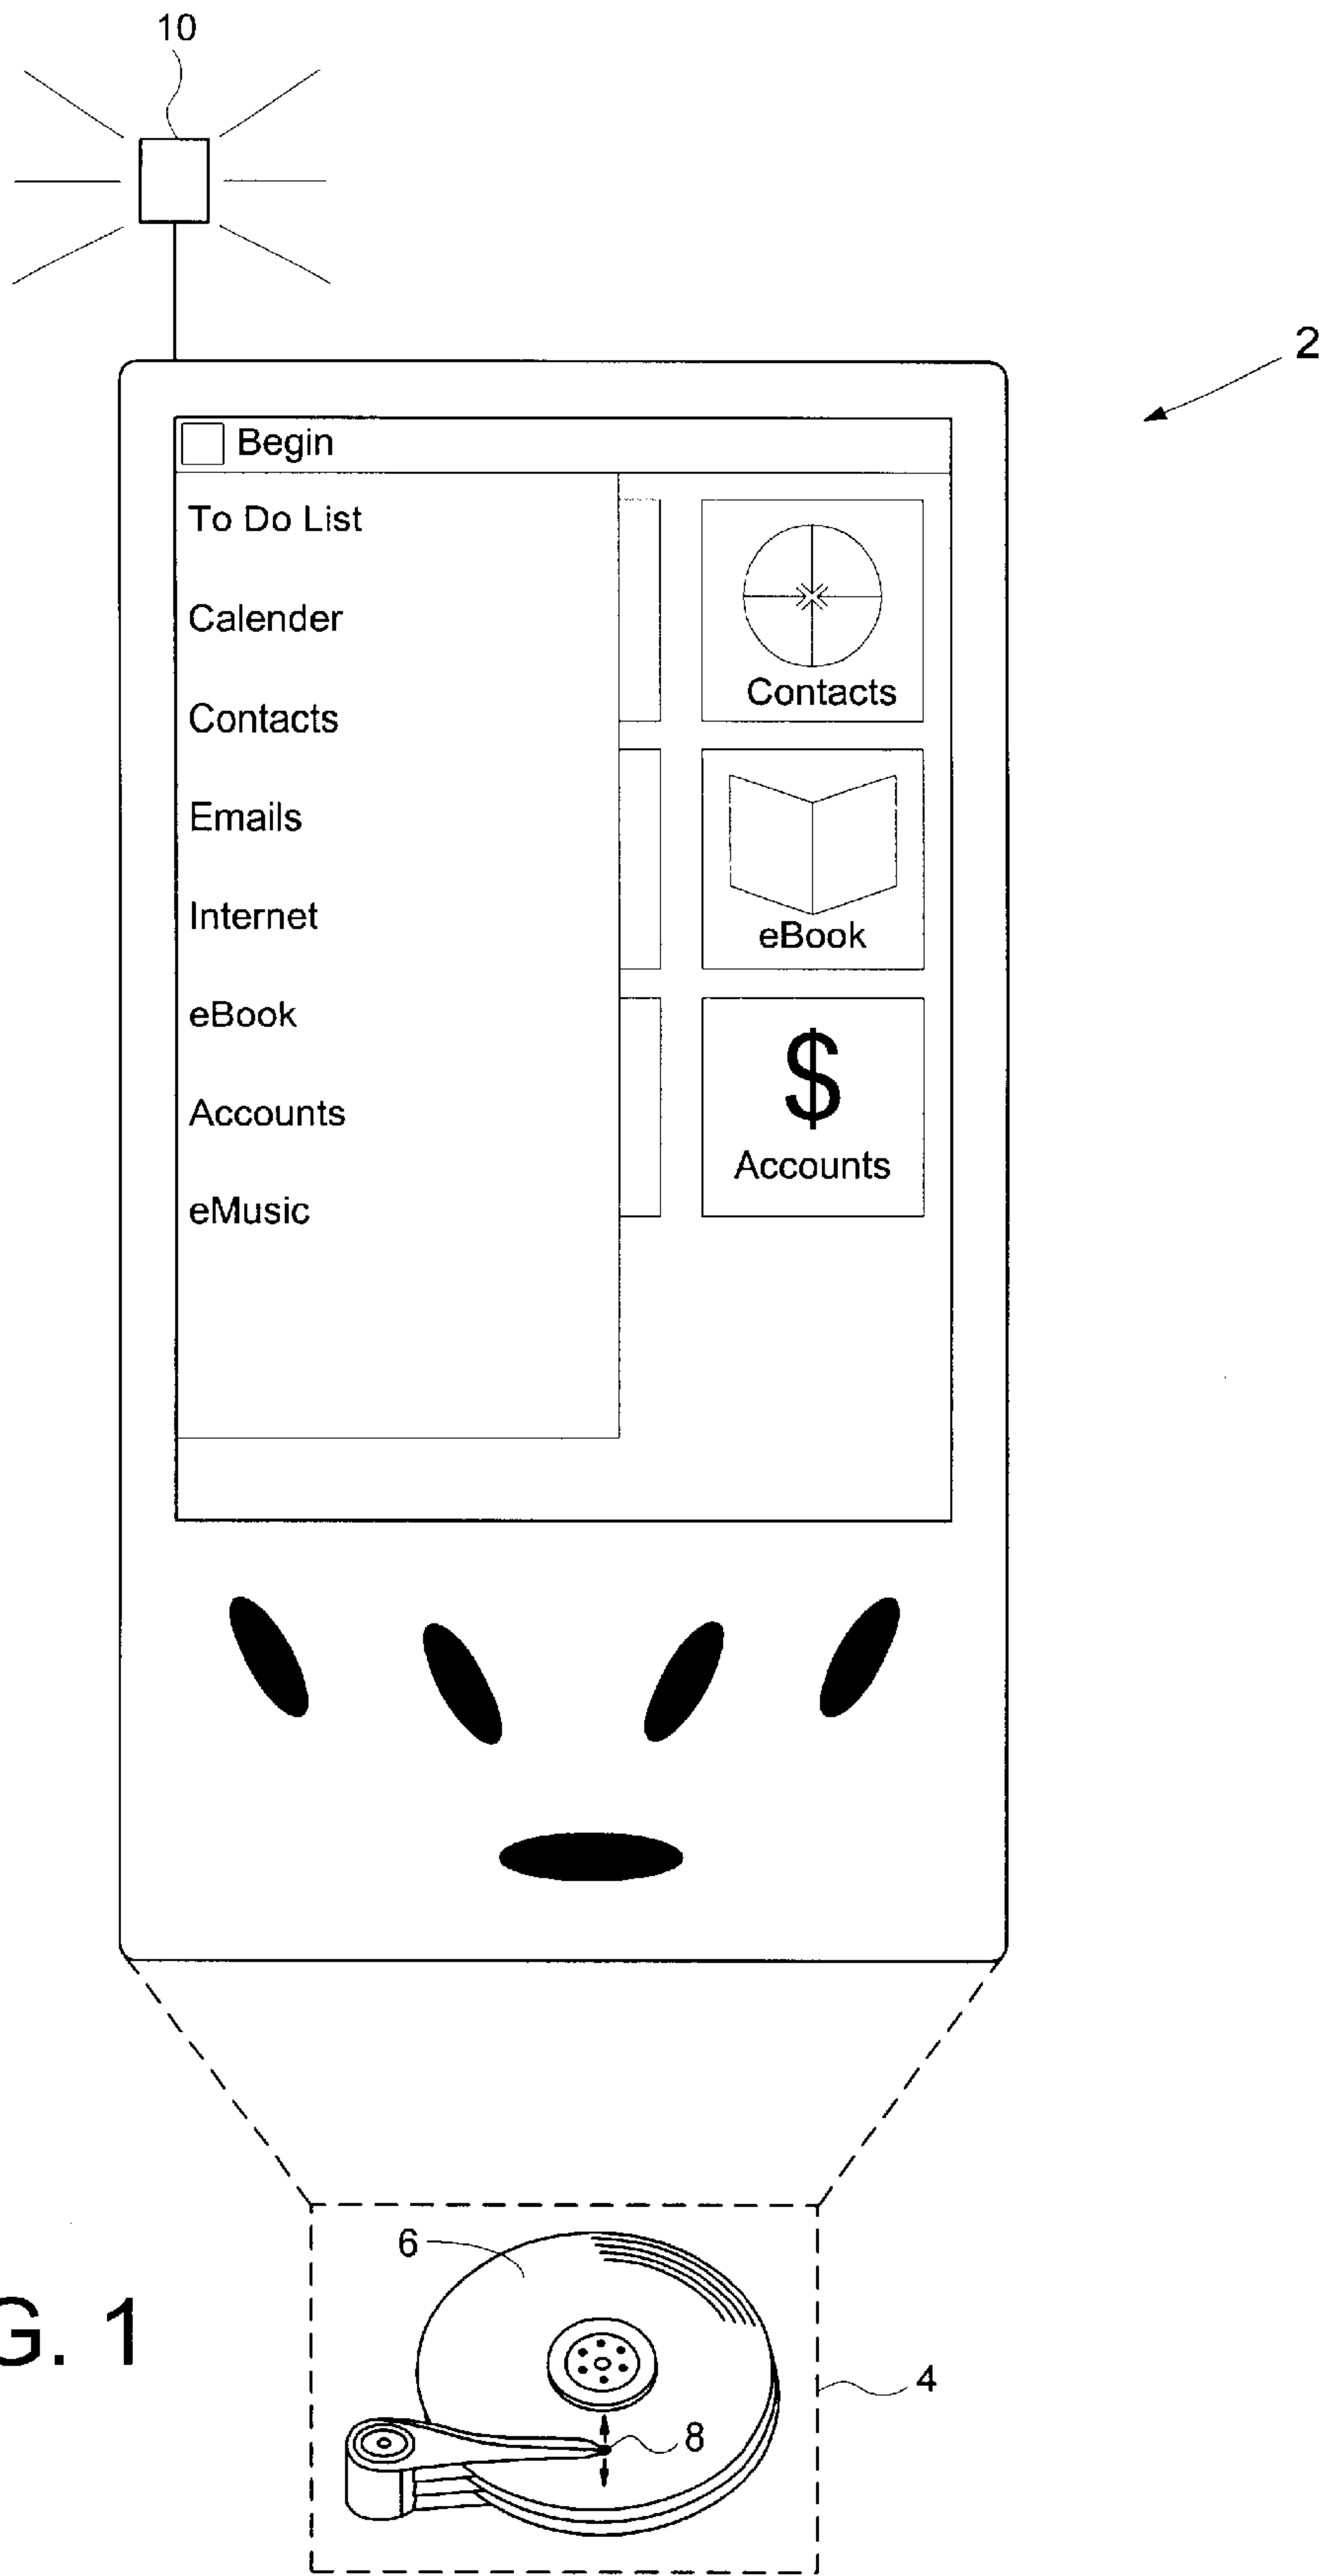 10
2
Begin
To Do List
Calender
Contacts
Emails
Internet
eBook
Accounts
eMusic
Contacts
eBook
$
Accounts
6
4
8
G. 1